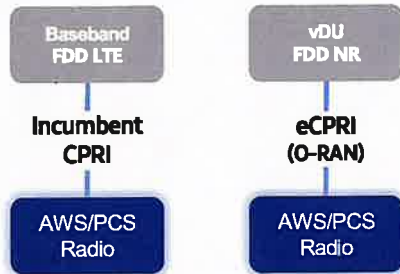 Baseband
FDD LTE
Incumbent
CPRI
AWS/PCS
Radio
vDU
FDD NR
eCPRI
(O-RAN)
AWS/PCS
Radio